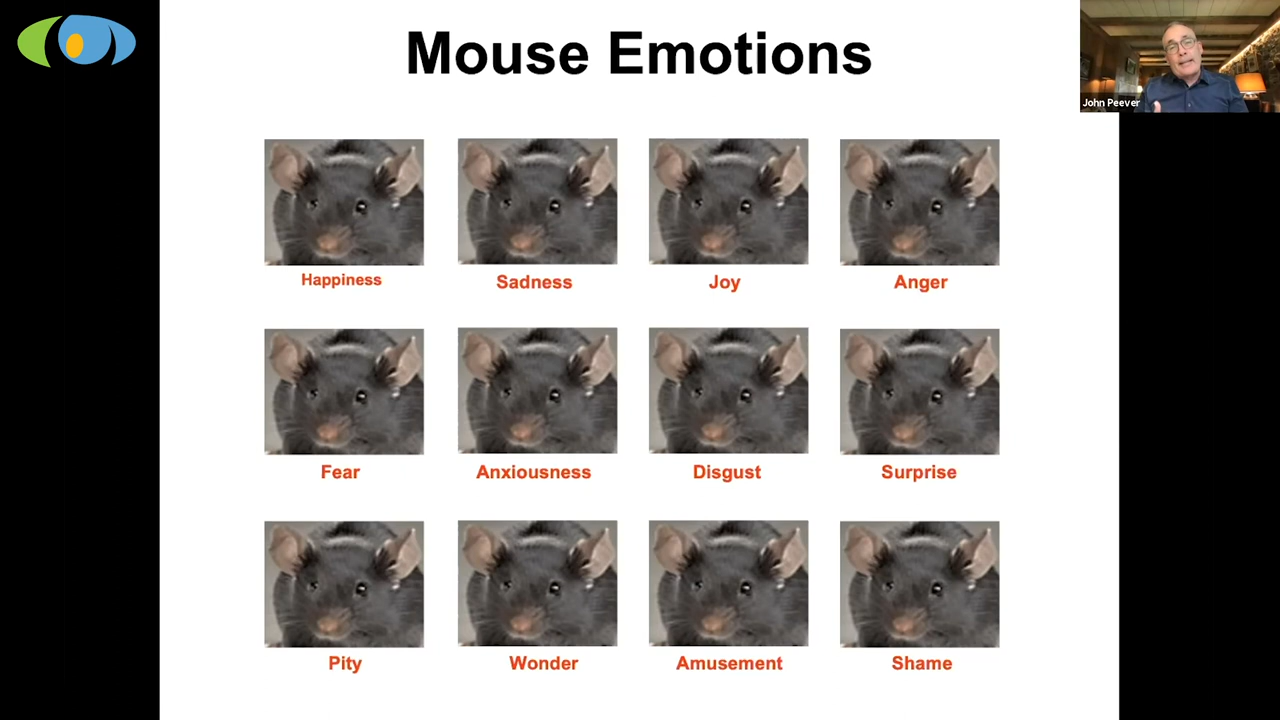 Mouse Emotions
John Peever
Happiness
Sadness
Joy
Anger
Fear
Anxiousness
Disgust
Surprise
Pity
Wonder
Amusement
Shame